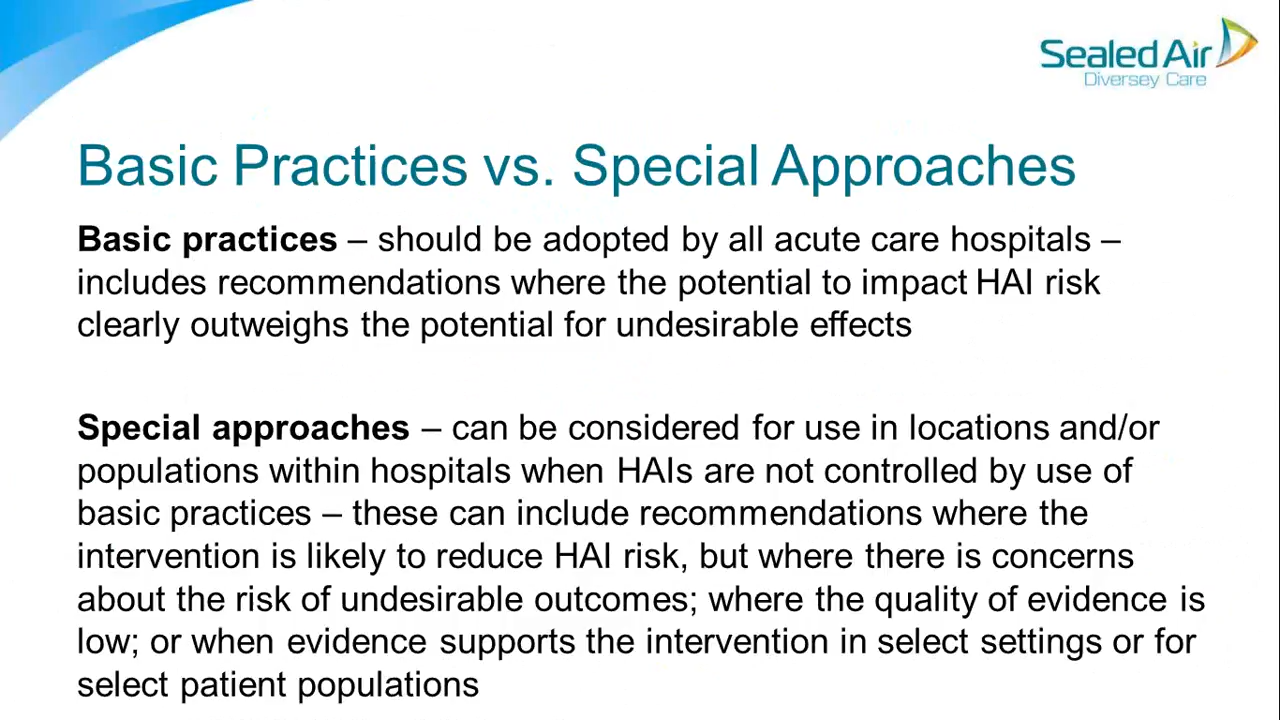 Sealed Air
Diversey Care
Basic Practices vs. Special Approaches
Basic practices – should be adopted by all acute care hospitals –
includes recommendations where the potential to impact HAI risk
clearly outweighs the potential for undesirable effects
Special approaches – can be considered for use in locations and/or
populations within hospitals when HAIs are not controlled by use of
basic practices – these can include recommendations where the
intervention is likely to reduce HAI risk, but where there is concerns
about the risk of undesirable outcomes; where the quality of evidence is
low; or when evidence supports the intervention in select settings or for
select patient populations